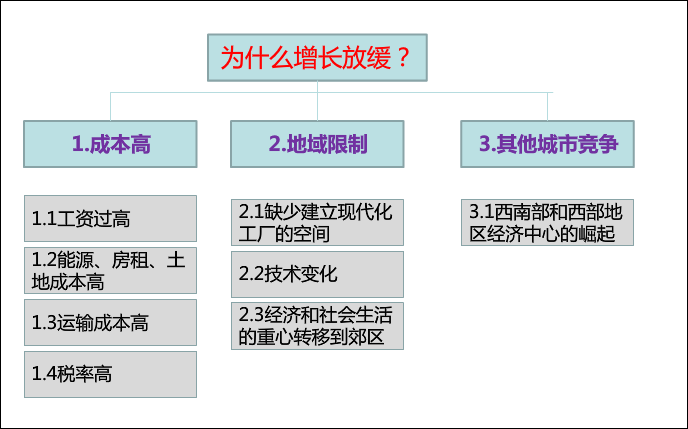 为什么增长放缓？
1.成本高
2.地域限制
3.其他城市竞争
1.1工资过高
1.2能源、房租、土
地成本高
1.3运输成本高
1.4税率高
2.1缺少建立现代化
工厂的空间
2.2技术变化
2.3经济和社会生活
的重心转移到郊区
3.1西南部和西部地
区经济中心的崛起